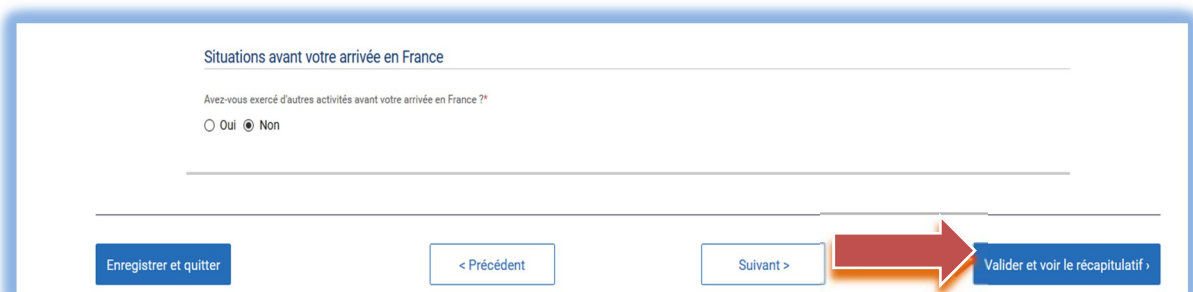 Situations avant votre arrivée en France
Avez-vous exercé d'autres activités avant votre arrivée en France ?*
Oui Non
Enregistrer et quitter < Précédent Suivant > Valider et voir le récapitulatif ›